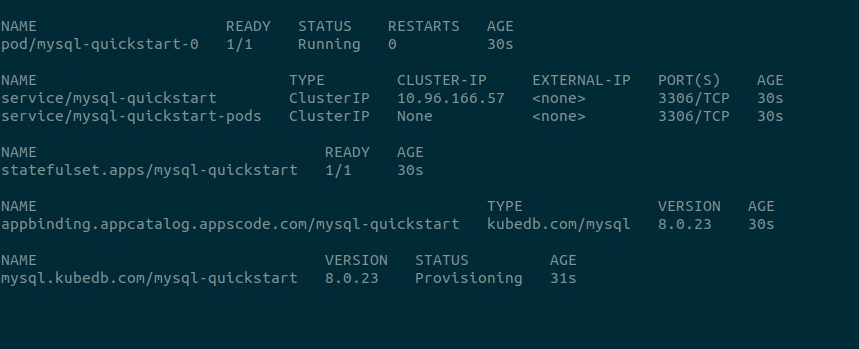 NAME                     READY   STATUS    RESTARTS   AGE
pod/mysql-quickstart-0   1/1     Running   0          30s
NAME                            TYPE        CLUSTER-IP     EXTERNAL-IP   PORT(S)    AGE
service/mysql-quickstart        ClusterIP   10.96.166.57   <none>        3306/TCP   30s
service/mysql-quickstart-pods   ClusterIP   None           <none>        3306/TCP   30s
NAME                                READY   AGE
statefulset.apps/mysql-quickstart   1/1     30s
NAME                                                  TYPE               VERSION   AGE
appbinding.appcatalog.appscode.com/mysql-quickstart   kubedb.com/mysql   8.0.23    30s
NAME                                VERSION   STATUS         AGE
mysql.kubedb.com/mysql-quickstart   8.0.23    Provisioning   31s